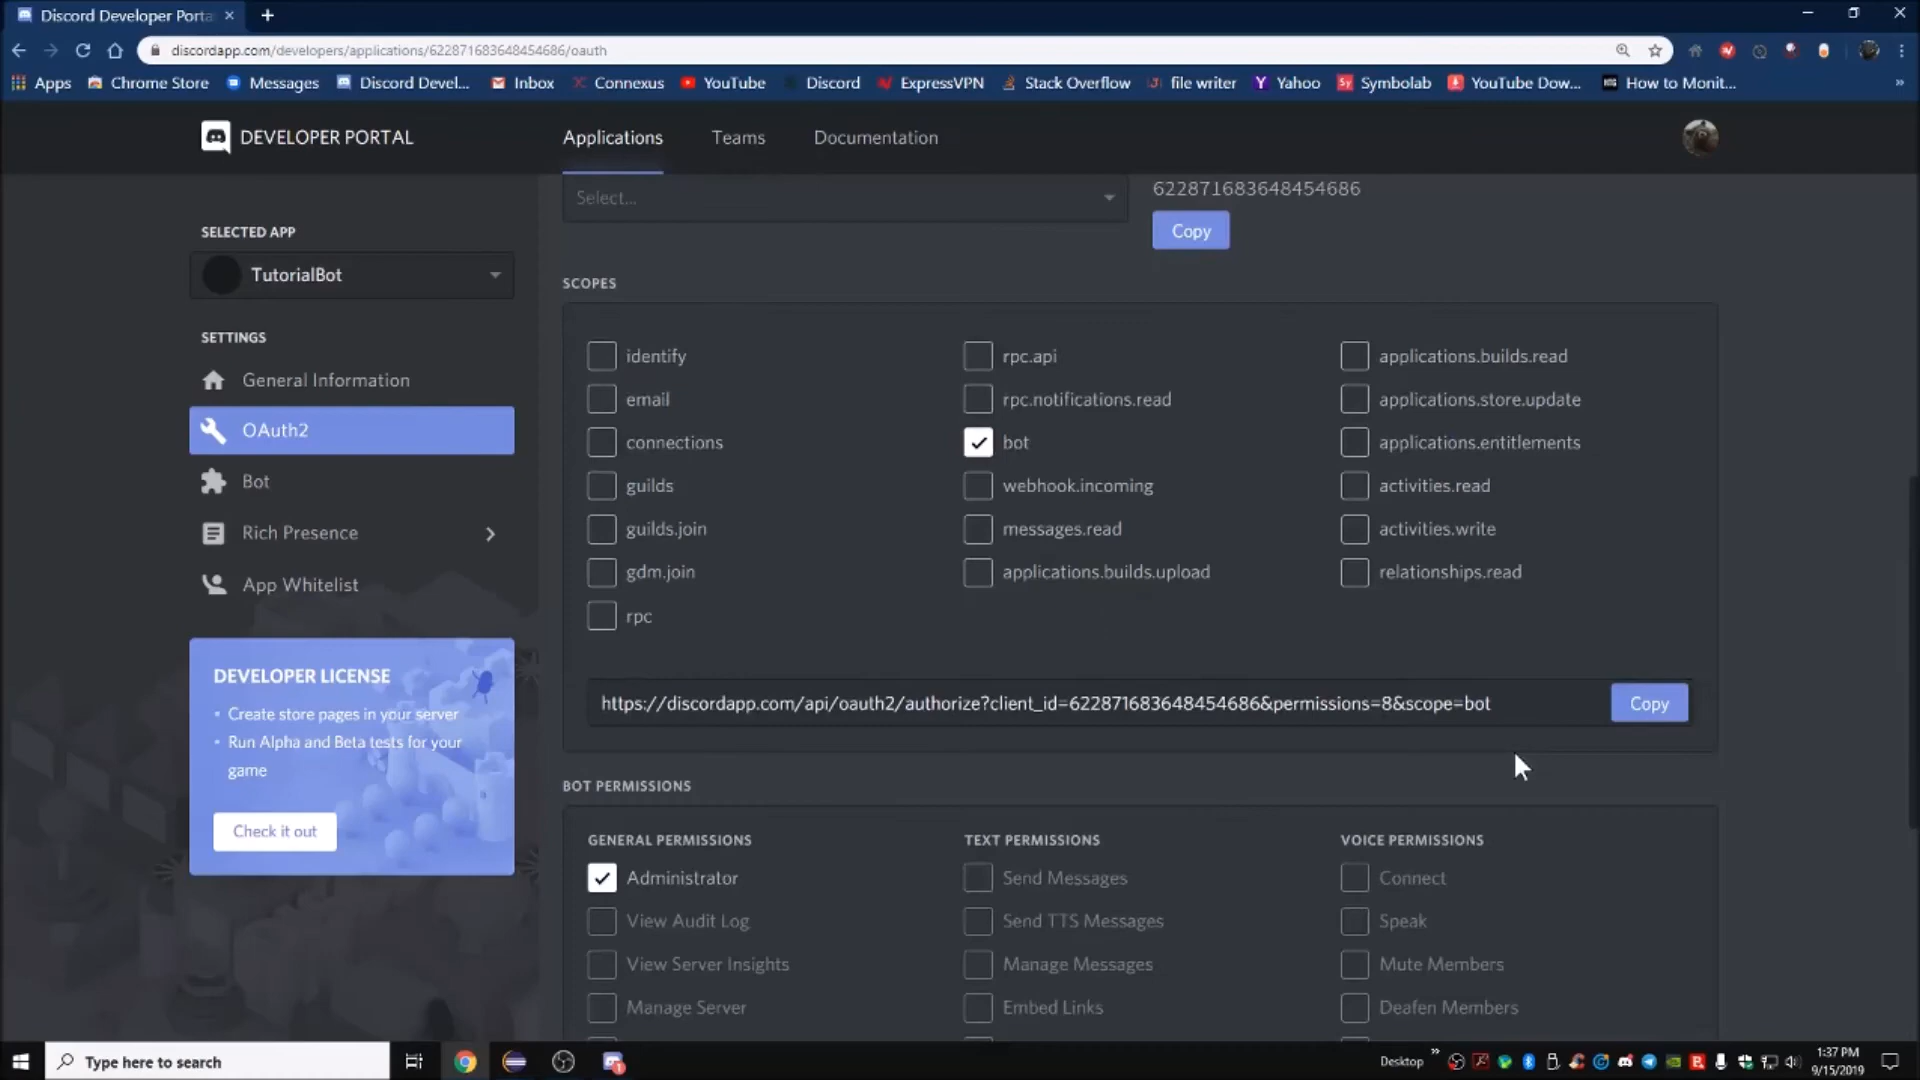 Discord Developer Porta
discordapp.com/developers/applications/622871683648454686/oauth
Apps
Chrome Store
Messages
Discord Devel...
Inbox
Connexus
YouTube
Discord
ExpressVPN
Stack Overflow
file writer
Yahoo
Symbolab
YouTube Dow...
How to Monit...
DEVELOPER PORTAL
Applications
Teams
Documentation
SELECTED APP
TutorialBot
SETTINGS
General Information
OAuth2
Bot
Rich Presence
App Whitelist
DEVELOPER LICENSE
• Create store pages in your server
• Run Alpha and Beta tests for your
game
Check it out
Select...
622871683648454686
Copy
SCOPES
identify
email
connections
guilds
guilds.join
gdm.join
rpc
rpc.api
rpc.notifications.read
bot
webhook.incoming
messages.read
applications.builds.upload
applications.builds.read
applications.store.update
applications.entitlements
activities.read
activities.write
relationships.read
https://discordapp.com/api/oauth2/authorize?client_id=622871683648454686&permissions=8&scope=bot
Copy
BOT PERMISSIONS
GENERAL PERMISSIONS
Administrator
View Audit Log
View Server Insights
Manage Server
TEXT PERMISSIONS
Send Messages
Send TTS Messages
Manage Messages
Embed Links
VOICE PERMISSIONS
Connect
Speak
Mute Members
Deafen Members
Type here to search
Desktop
1:37 PM
9/15/2019